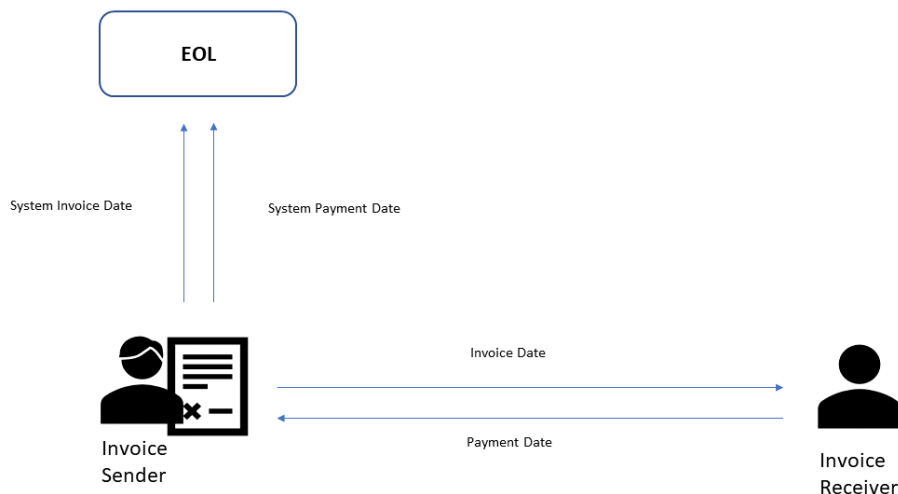 EOL
System Invoice Date
System Payment Date
Invoice Date
Payment Date
Invoice
Sender
Invoice
Receiver